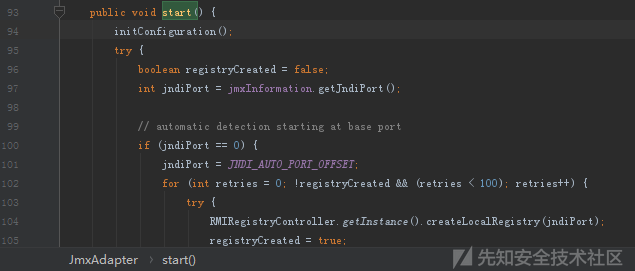 93 public void start() {
94 initConfiguration();
95 try {
96 boolean registryCreated = false;
97 int jndiPort = jmxInformation.getJndiPort();
98
99 // automatic detection starting at base port
100 if (jndiPort == 0) {
101 jndiPort = JNDI_AUTO_PORT_OFFSET;
102 for (int retries = 0; !registryCreated && (retries < 100); retries++) {
103 try {
104 RMIRegistryController.getInstance().createLocalRegistry(jndiPort);
105 registryCreated = true;
JmxAdapter › start()
先知安全技术社区